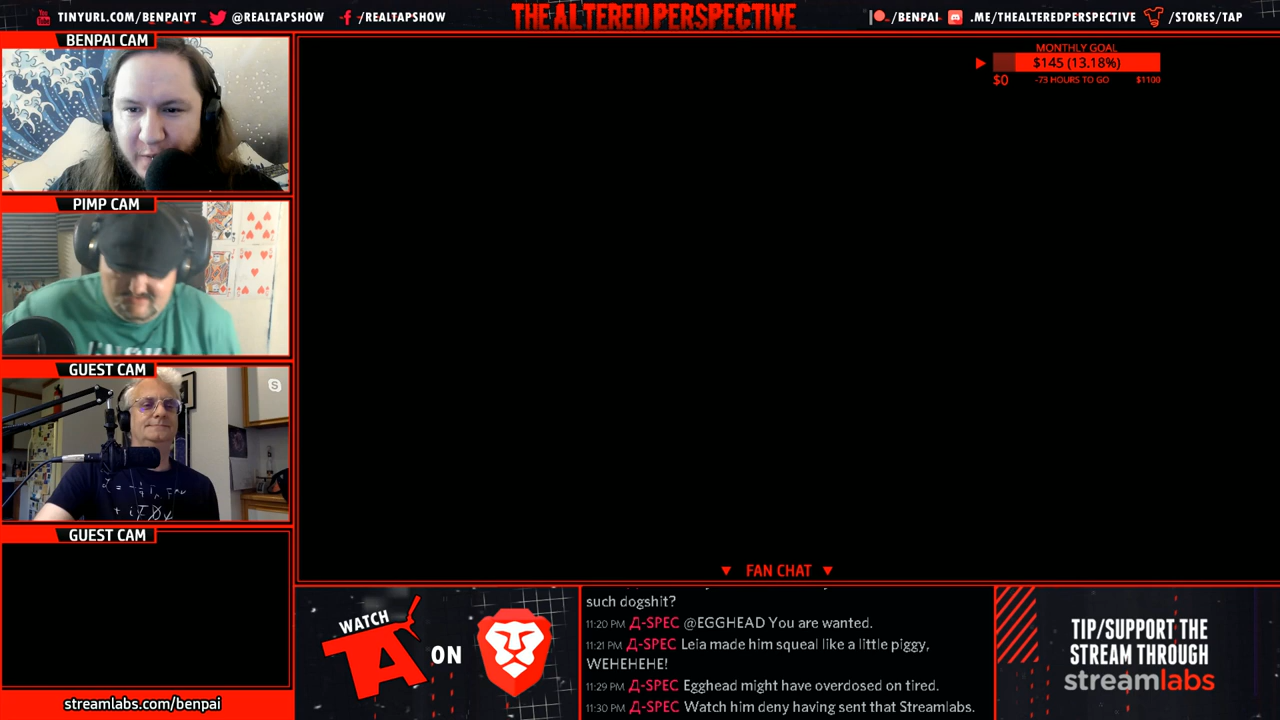 TINYURL.COM/BENPAIYT
@REALTAPSHOW
/REALTAPSHOW
THE ALTERED PERSPECTIVE
/BENPAI
.ME/THEALTEREDPERSPECTIVE
/STORES/TAP
BENPAI CAM
MONTHLY GOAL
$145 (13.18%)
$0
-73 HOURS TO GO
$1100
PIMP CAM
GUEST CAM
GUEST CAM
FAN CHAT
such dogshit?
11:20 PM Д-SPEC @EGGHEAD You are wanted.
11:21 PM Д-SPEC Leia made him squeal like a little piggy,
WEHEHEHE!
11:29 PM Д-SPEC Egghead might have overdosed on tired.
11:30 PM Д-SPEC Watch him deny having sent that Streamlabs.
WATCH
TA
ON
TIP/SUPPORT THE
STREAM THROUGH
streamlabs
streamlabs.com/benpai